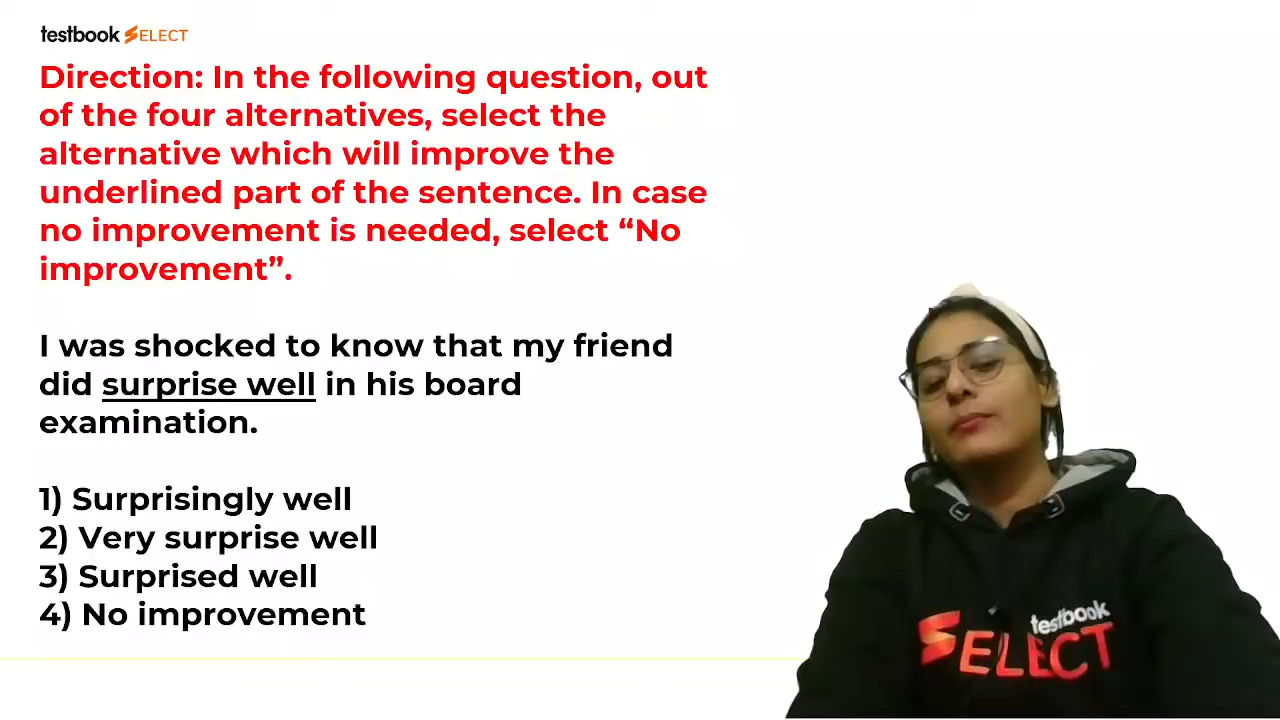 testbook SELECT
Direction: In the following question, out
of the four alternatives, select the
alternative which will improve the
underlined part of the sentence. In case
no improvement is needed, select “No
improvement”.
I was shocked to know that my friend
did surprise well in his board
examination.
1) Surprisingly well
2) Very surprise well
3) Surprised well
4) No improvement
testbook
SELECT